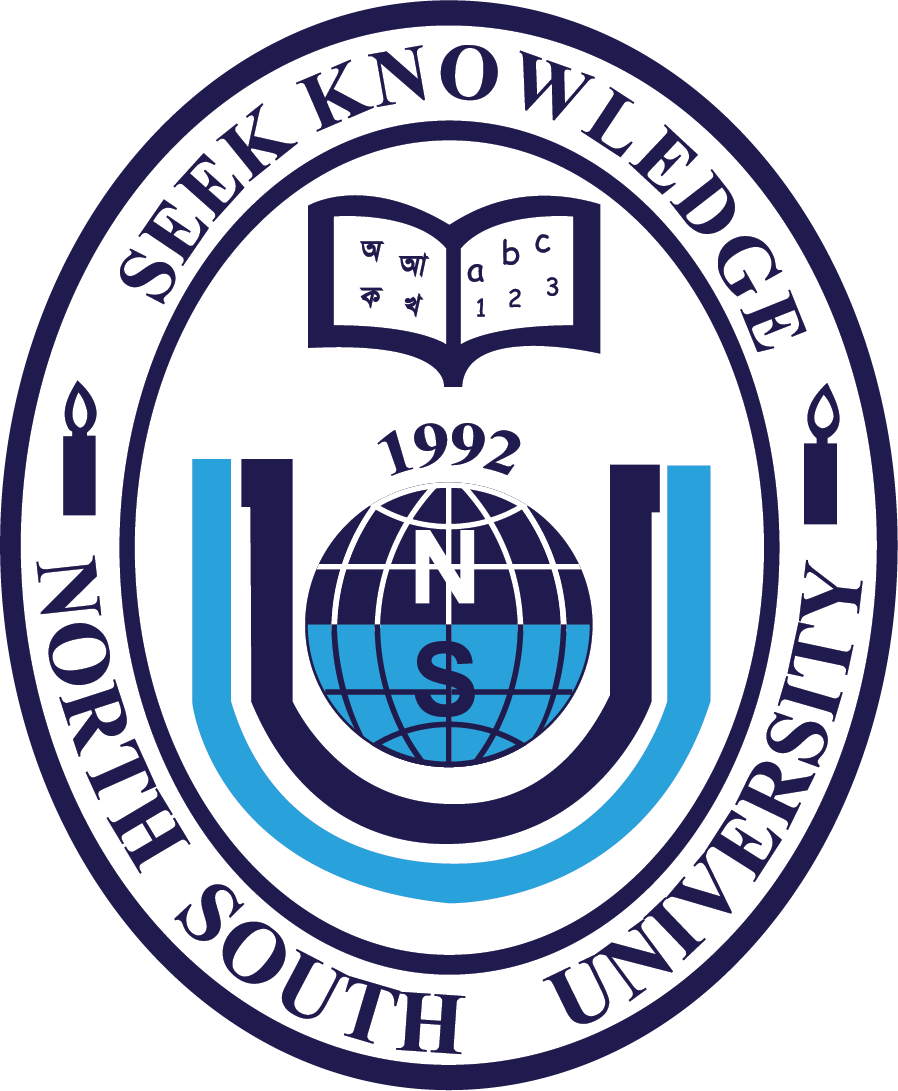 SEEK KNOWLEDGE
অ আ
ক খ
a b c
1 2 3
1992
N
S
NORTH SOUTH UNIVERSITY